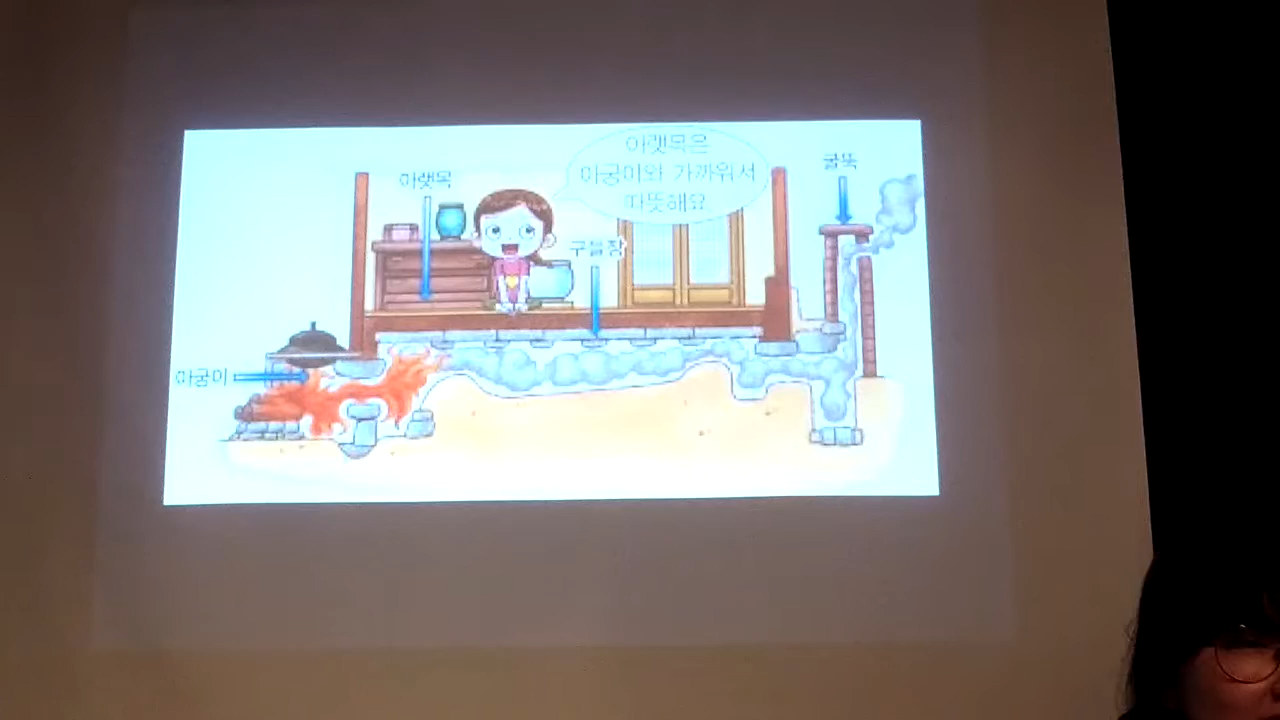 아랫목은
아궁이와 가까워서
따뜻해요
굴뚝
아랫목
구들장
아궁이